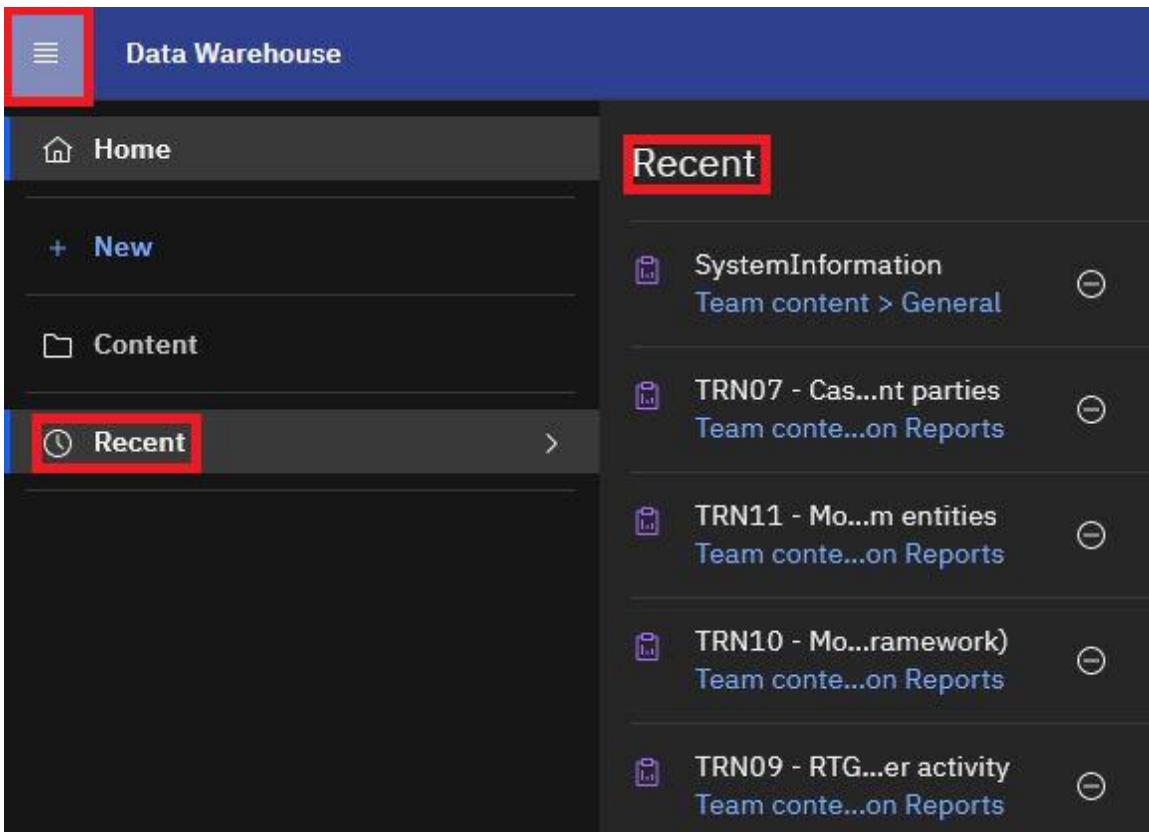 Data Warehouse
Home
New
Content
Recent
Recent
SystemInformation
Team content > General
TRN07 - Cas...nt parties
Team conte...on Reports
TRN11 - Mo...m entities
Team conte...on Reports
TRN10 - Mo...ramework)
Team conte...on Reports
TRN09 - RTG...er activity
Team conte...on Reports